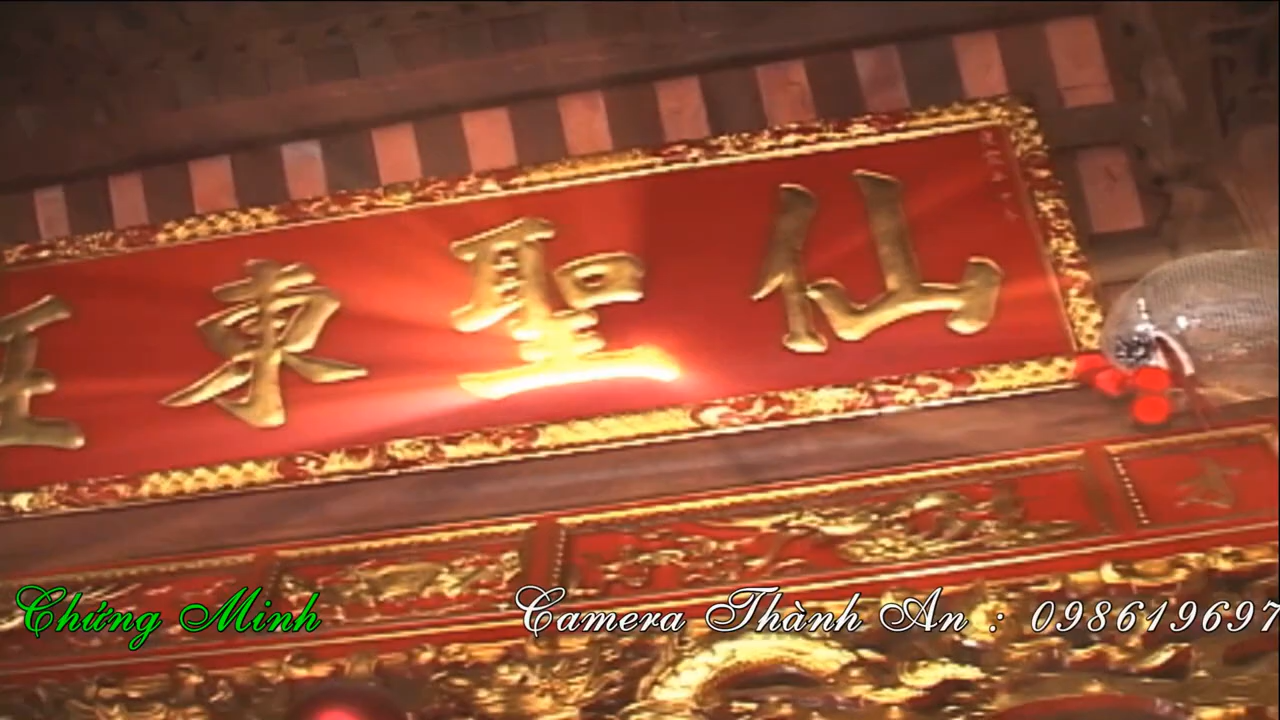 仙聖東
Chứng Minh
Camera Thành An : 098619697